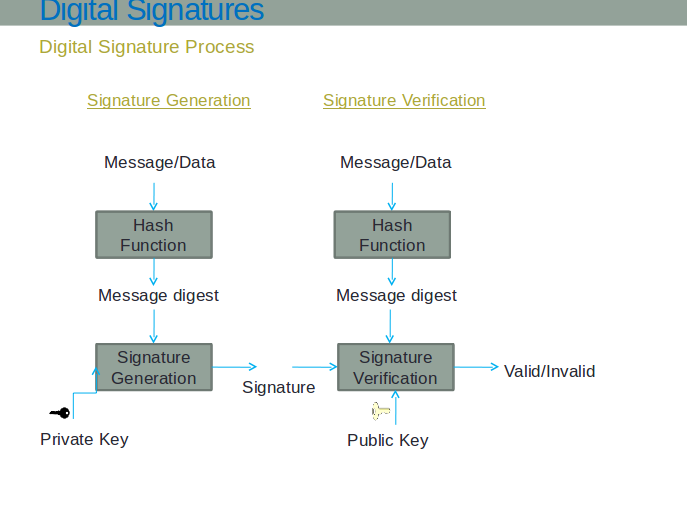 Digital Signatures
Digital Signature Process
Signature Generation
Signature Verification
Message/Data
Message/Data
Hash
Function
Hash
Function
Message digest
Message digest
Signature
Generation
Signature
Signature
Verification
Valid/Invalid
Private Key
Public Key